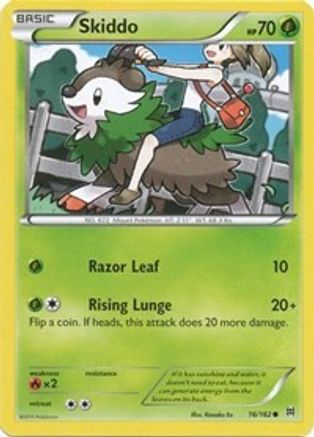 BASIC
Skiddo
HP70
NO. 672 Mount Pokémon HT: 2'11" WT: 68.3 lbs.
Razor Leaf 10
Rising Lunge 20+
Flip a coin. If heads, this attack does 20 more damage.
weakness
resistance
×2
retreat
If it has sunshine and water, it
doesn't need to eat, because it
can generate energy from the
leaves on its back.
©2015 Pokémon
Illus. Kanako Eo
16/162